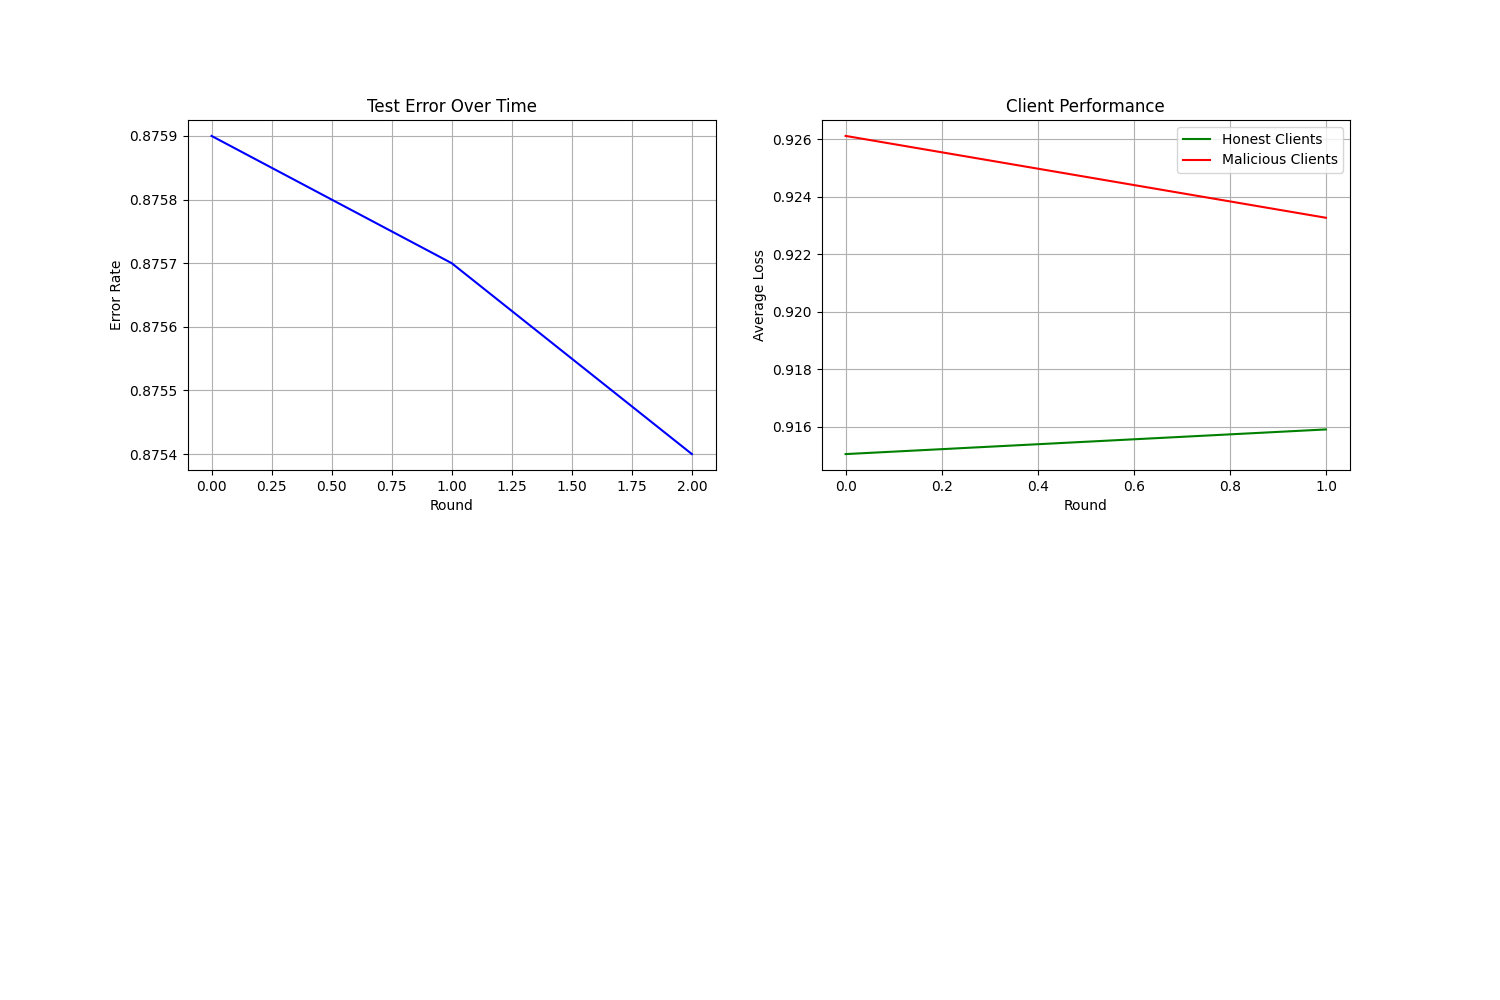 Test Error Over Time
Error Rate
0.8759
0.8758
0.8757
0.8756
0.8755
0.8754
0.00 0.25 0.50 0.75 1.00 1.25 1.50 1.75 2.00
Round
Client Performance
Average Loss
0.926
0.924
0.922
0.920
0.918
0.916
Honest Clients
Malicious Clients
0.0 0.2 0.4 0.6 0.8 1.0
Round